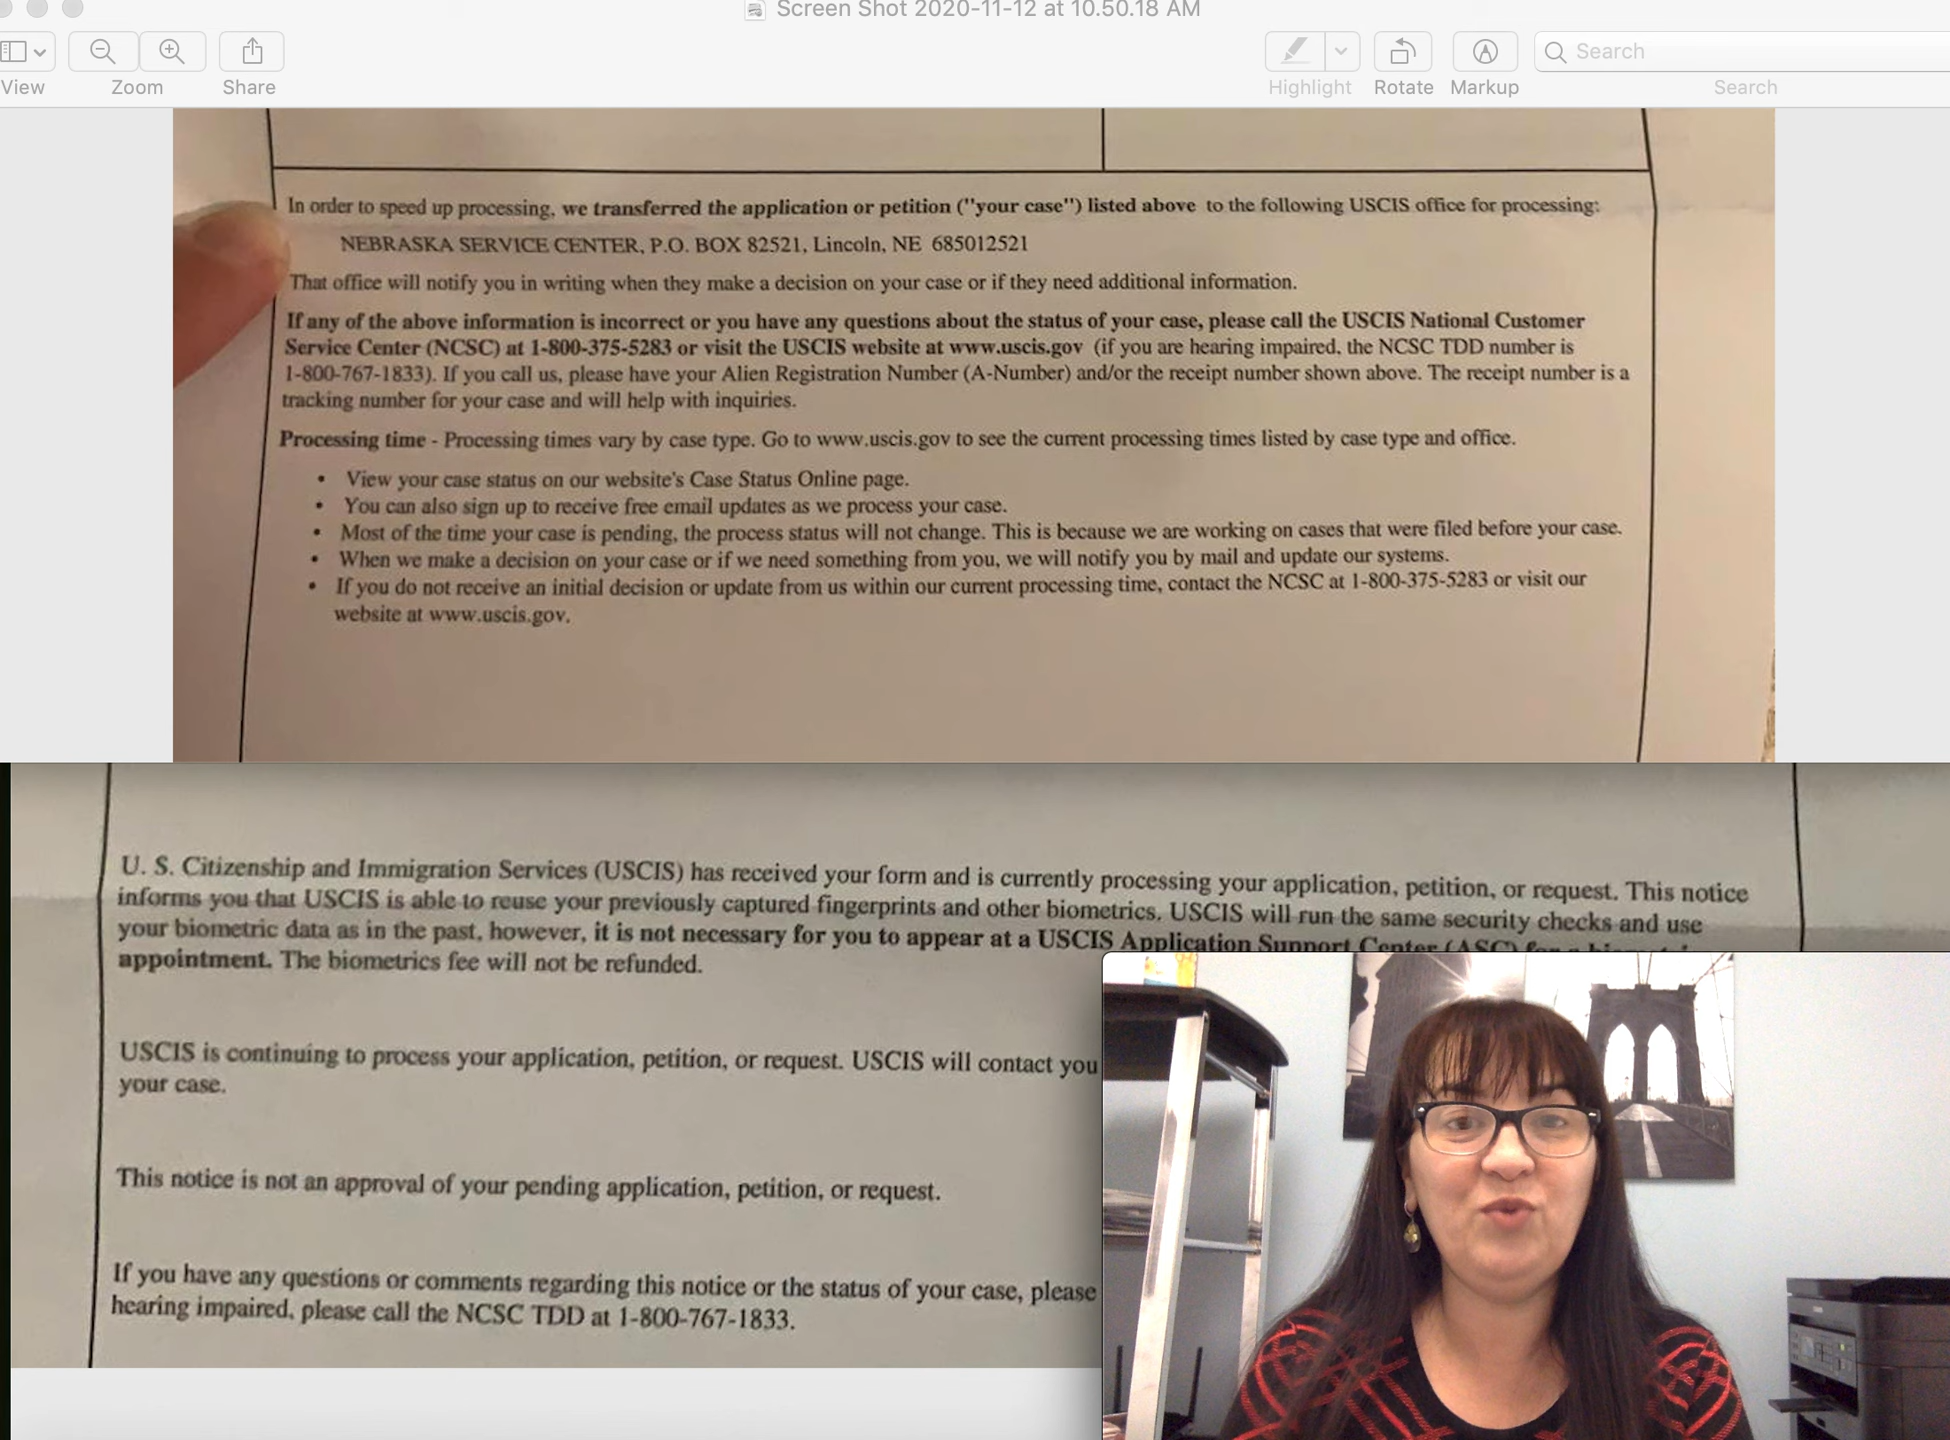 Screen Shot 2020-11-12 at 10.50.18 AM
Search
View
Zoom
Share
Highlight
Rotate
Markup
Search
In order to speed up processing, we transferred the application or petition ("your case") listed above to the following USCIS office for processing:
NEBRASKA SERVICE CENTER, P.O. BOX 82521, Lincoln, NE 685012521
That office will notify you in writing when they make a decision on your case or if they need additional information.
If any of the above information is incorrect or you have any questions about the status of your case, please call the USCIS National Customer
Service Center (NCSC) at 1-800-375-5283 or visit the USCIS website at www.uscis.gov (if you are hearing impaired, the NCSC TDD number is
1-800-767-1833). If you call us, please have your Alien Registration Number (A-Number) and/or the receipt number shown above. The receipt number is a
tracking number for your case and will help with inquiries.
Processing time - Processing times vary by case type. Go to www.uscis.gov to see the current processing times listed by case type and office.
• View your case status on our website's Case Status Online page.
• You can also sign up to receive free email updates as we process your case.
• Most of the time your case is pending, the process status will not change. This is because we are working on cases that were filed before your case.
• When we make a decision on your case or if we need something from you, we will notify you by mail and update our systems.
• If you do not receive an initial decision or update from us within our current processing time, contact the NCSC at 1-800-375-5283 or visit our
website at www.uscis.gov.
U. S. Citizenship and Immigration Services (USCIS) has received your form and is currently processing your application, petition, or request. This notice
informs you that USCIS is able to reuse your previously captured fingerprints and other biometrics. USCIS will run the same security checks and use
your biometric data as in the past, however, it is not necessary for you to appear at a USCIS Application Support Center (ASC) for a
appointment. The biometrics fee will not be refunded.
USCIS is continuing to process your application, petition, or request. USCIS will contact you
your case.
This notice is not an approval of your pending application, petition, or request.
If you have any questions or comments regarding this notice or the status of your case, please
hearing impaired, please call the NCSC TDD at 1-800-767-1833.